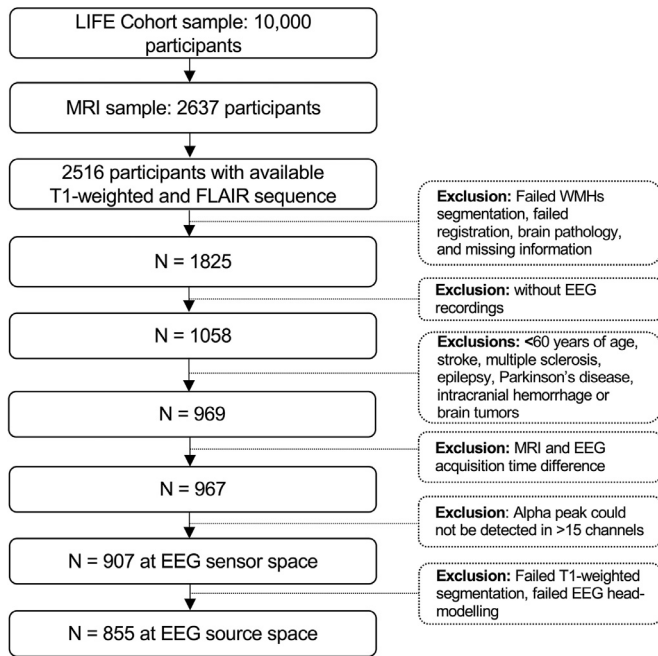 LIFE Cohort sample: 10,000
participants
MRI sample: 2637 participants
2516 participants with available
T1-weighted and FLAIR sequence
Exclusion: Failed WMHs
segmentation, failed
registration, brain pathology,
and missing information
N = 1825
Exclusion: without EEG
recordings
N = 1058
Exclusions: <60 years of age,
stroke, multiple sclerosis,
epilepsy, Parkinson's disease,
intracranial hemorrhage or
brain tumors
N = 969
Exclusion: MRI and EEG
acquisition time difference
N = 967
Exclusion: Alpha peak could
not be detected in >15 channels
N = 907 at EEG sensor space
Exclusion: Failed T1-weighted
segmentation, failed EEG head-
modelling
N = 855 at EEG source space